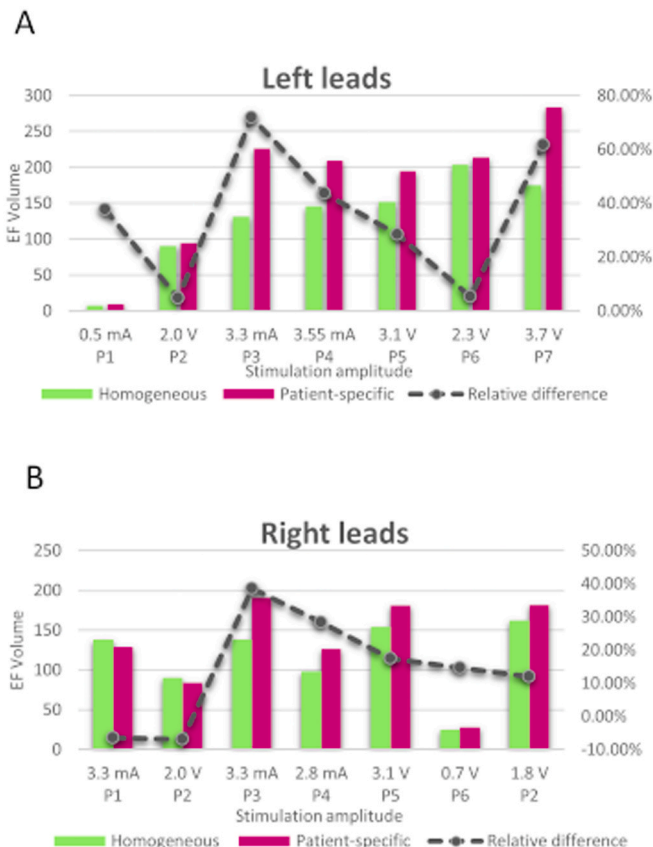 A
Left leads
300
250
200
150
100
50
0
EF Volume
80.00%
60.00%
40.00%
20.00%
0.00%
0.5 mA 2.0 V 3.3 mA 3.55 mA 3.1 V 2.3 V 3.7 V
P1 P2 P3 P4 P5 P6 P7
Stimulation amplitude
Homogeneous Patient-specific Relative difference
B
Right leads
250
200
150
100
50
0
EF Volume
50.00%
40.00%
30.00%
20.00%
10.00%
0.00%
-10.00%
3.3 mA 2.0 V 3.3 mA 2.8 mA 3.1 V 0.7 V 1.8 V
P1 P2 P3 P4 P5 P6 P2
Stimulation amplitude
Homogeneous Patient-specific Relative difference